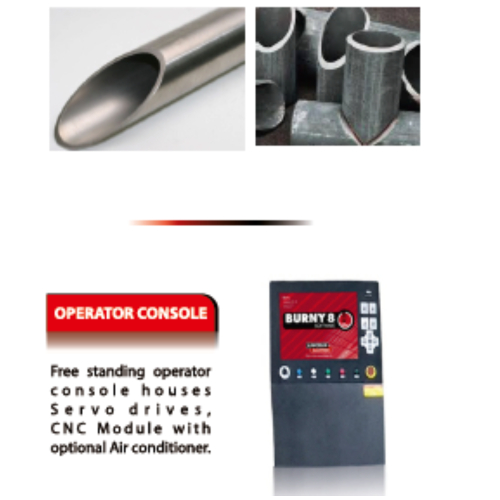 OPERATOR CONSOLE
BURNY 8
Free standing operator
console houses
Servo drives,
CNC Module with
optional Air conditioner.